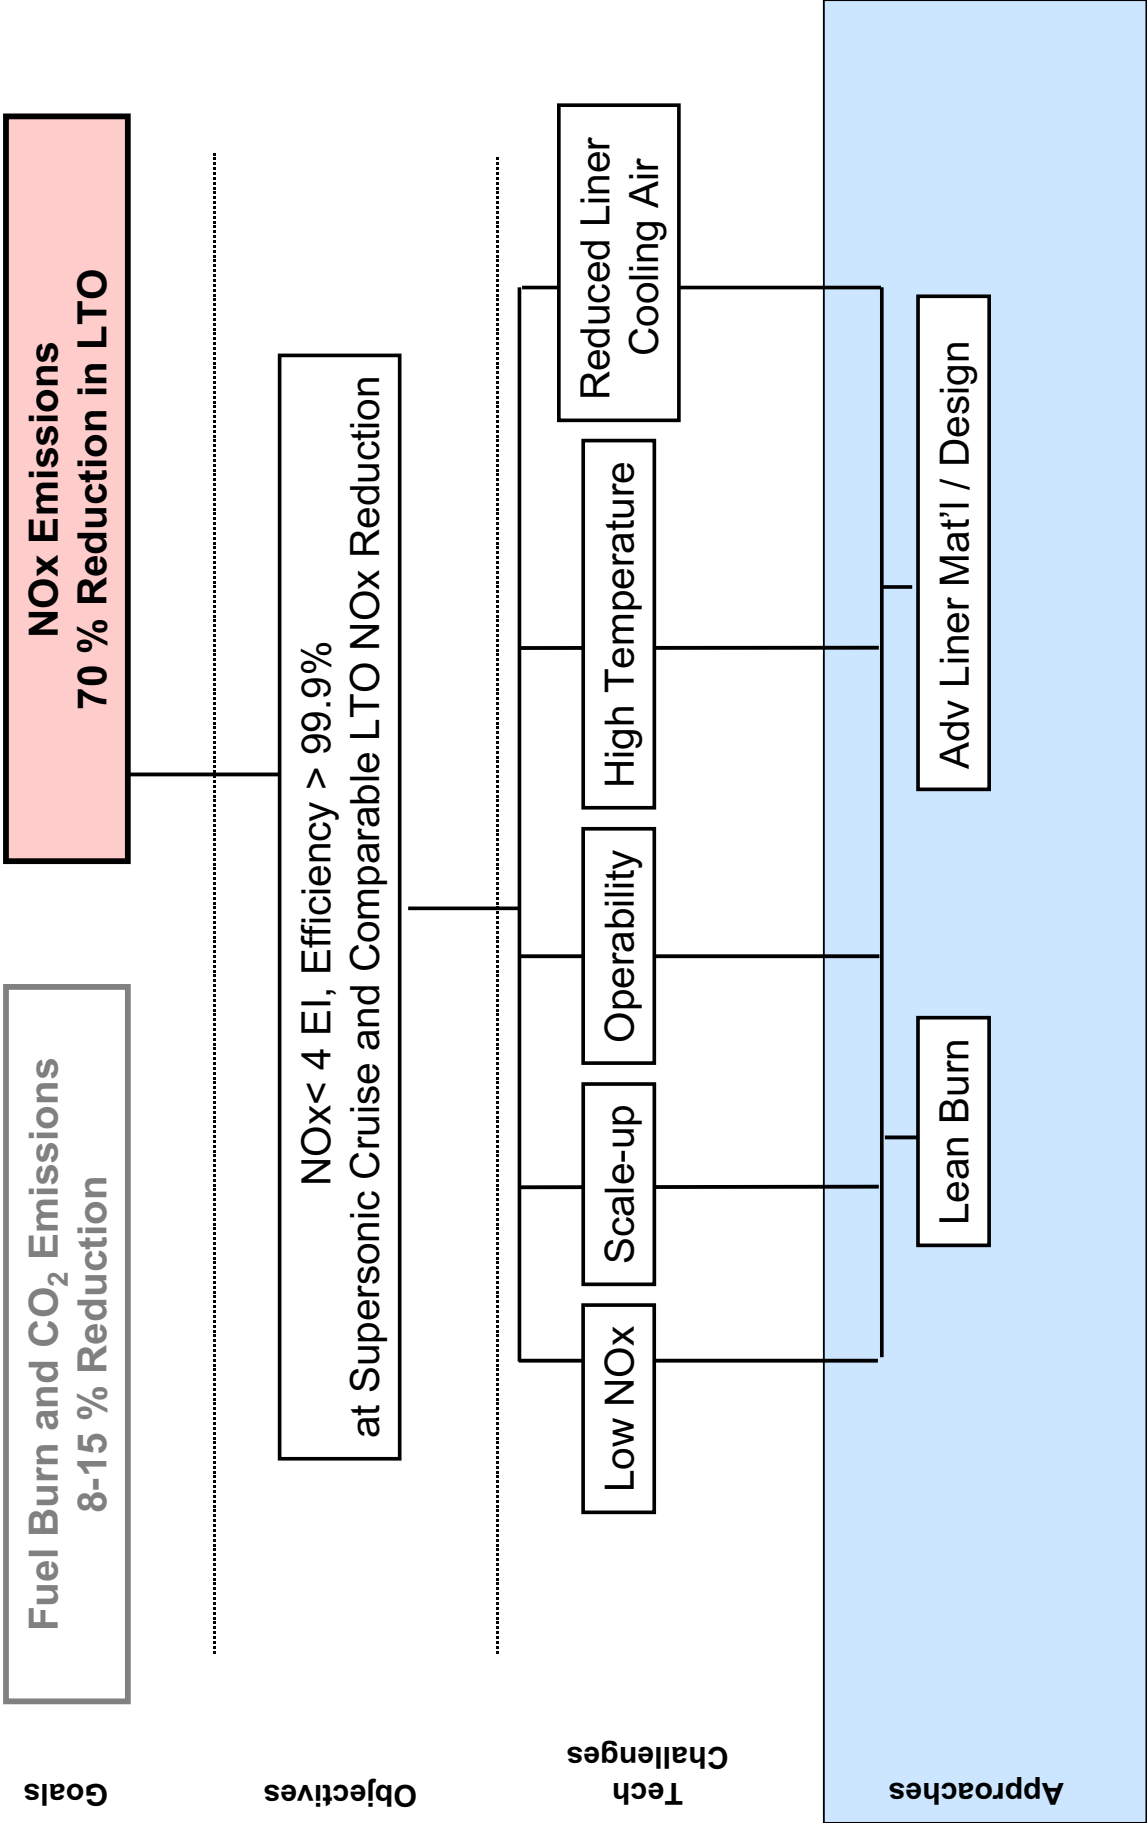 Goals
Fuel Burn and CO₂ Emissions
8-15 % Reduction
NOx Emissions
70 % Reduction in LTO
Objectives
NOx< 4 EI, Efficiency > 99.9%
at Supersonic Cruise and Comparable LTO NOx Reduction
Tech
Challenges
Low NOx
Scale-up
Operability
High Temperature
Reduced Liner
Cooling Air
Approaches
Lean Burn
Adv Liner Mat’l / Design